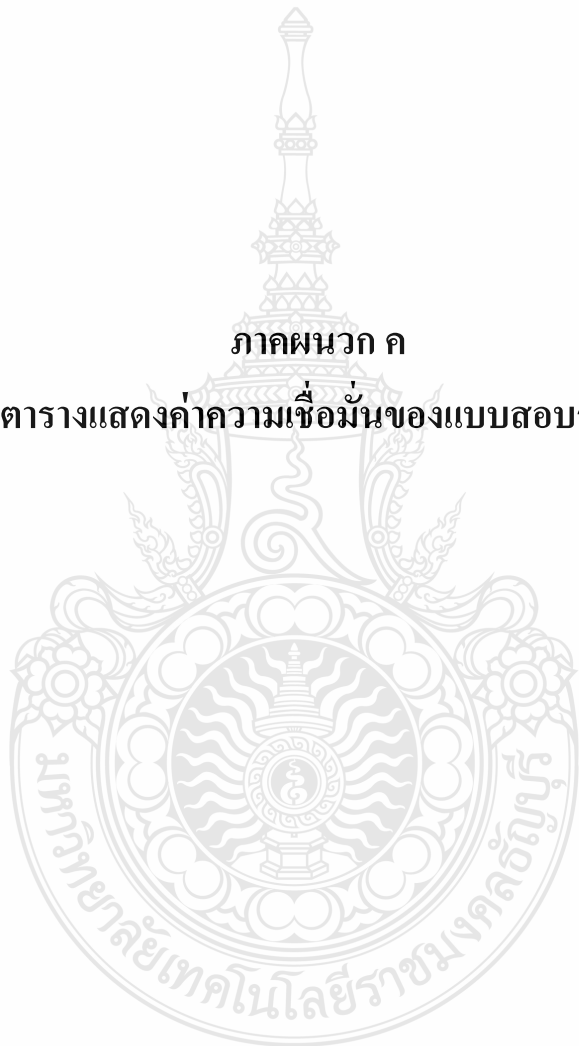 ภาคผนวก ค
ตารางแสดงค่าความเชื่อมั่นของแบบสอบ
มหาวิทยาลัยเทคโนโลยีราชมงคลธัญบุรี